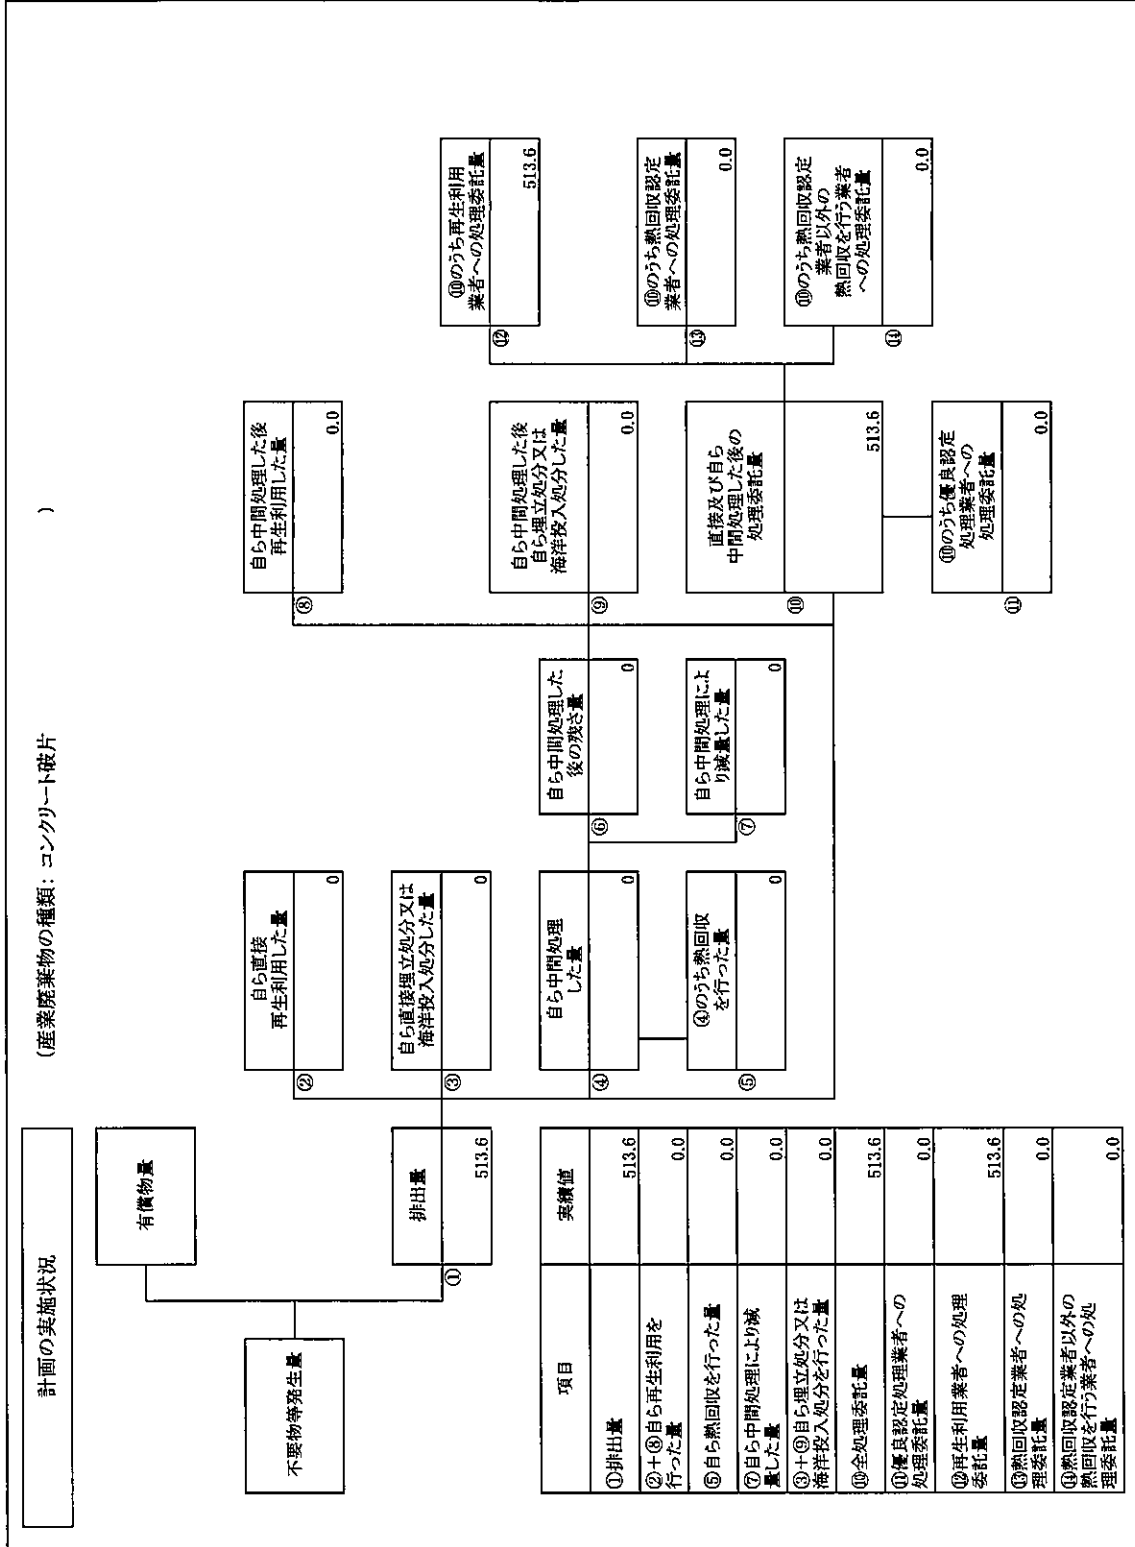 計画の実施状況
(産業廃棄物の種類：コンクリート破片 )
不要物等発生量
有償物量
①
排出量
513.6
②
自ら直接
再生利用した量
0
③
自ら直接埋立処分又は
海洋投入処分した量
0
④
自ら中間処理
した量
0
⑤
④のうち熱回収
を行った量
0
⑥
自ら中間処理した
後の残さ量
0
⑦
自ら中間処理によ
り減量した量
0
⑧
自ら中間処理した後
再生利用した量
0.0
⑨
自ら中間処理した後
自ら埋立処分又は
海洋投入処分した量
0.0
⑩
直接及び自ら
中間処理した後の
処理委託量
513.6
⑪
⑩のうち優良認定
処理業者への
処理委託量
0.0
⑫
⑩のうち再生利用
業者への処理委託量
513.6
⑬
⑩のうち熱回収認定
業者への処理委託量
0.0
⑭
⑩のうち熱回収認定
業者以外の
熱回収を行う業者
への処理委託量
0.0
項目 実績値
①排出量 513.6
②+⑧自ら再生利用を
行った量 0.0
⑤自ら熱回収を行った量 0.0
⑦自ら中間処理により減
量した量 0.0
③+⑨自ら埋立処分又は
海洋投入処分を行った量 0.0
⑩全処理委託量 513.6
⑪優良認定処理業者への
処理委託量 0.0
⑫再生利用業者への処理
委託量 513.6
⑬熱回収認定業者への処
理委託量 0.0
⑭熱回収認定業者以外の
熱回収を行う業者への処
理委託量 0.0